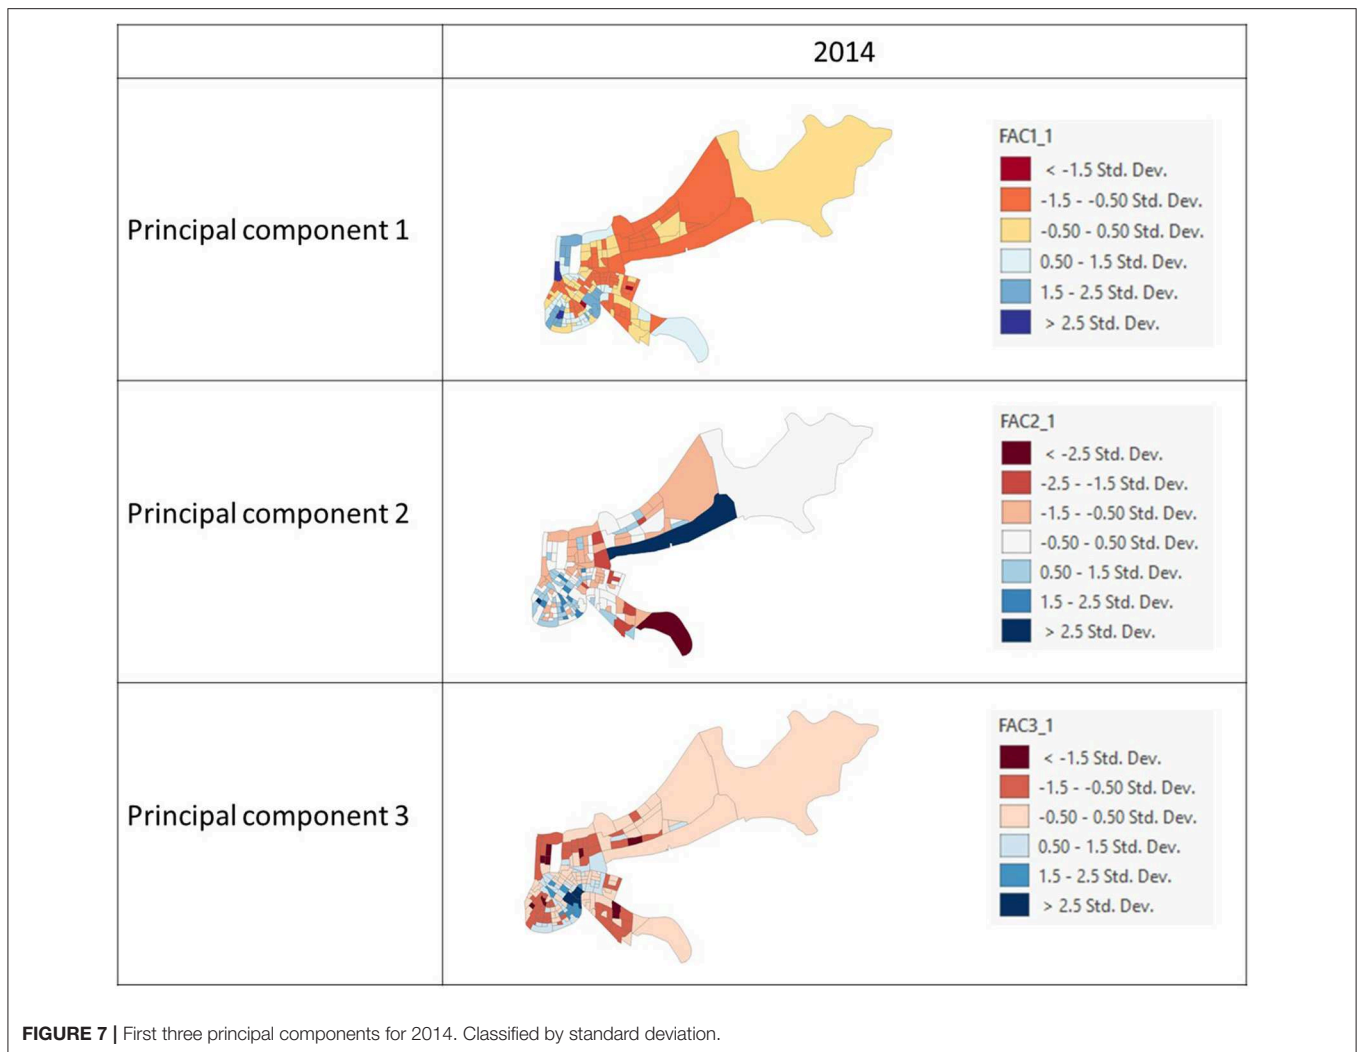 2014
Principal component 1
FAC1_1
< -1.5 Std. Dev.
-1.5 - -0.50 Std. Dev.
-0.50 - 0.50 Std. Dev.
0.50 - 1.5 Std. Dev.
1.5 - 2.5 Std. Dev.
> 2.5 Std. Dev.
Principal component 2
FAC2_1
< -2.5 Std. Dev.
-2.5 - -1.5 Std. Dev.
-1.5 - -0.50 Std. Dev.
-0.50 - 0.50 Std. Dev.
0.50 - 1.5 Std. Dev.
1.5 - 2.5 Std. Dev.
> 2.5 Std. Dev.
Principal component 3
FAC3_1
< -1.5 Std. Dev.
-1.5 - -0.50 Std. Dev.
-0.50 - 0.50 Std. Dev.
0.50 - 1.5 Std. Dev.
1.5 - 2.5 Std. Dev.
> 2.5 Std. Dev.
FIGURE 7 | First three principal components for 2014. Classified by standard deviation.